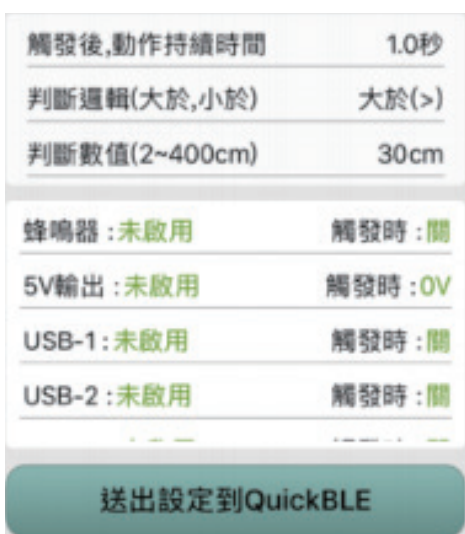 觸發後,動作持續時間 1.0秒
判斷邏輯(大於,小於) 大於(>)
判斷數值(2~400cm) 30cm
蜂鳴器 : 未啟用 觸發時 : 關
5V輸出 : 未啟用 觸發時 : 0V
USB-1 : 未啟用 觸發時 : 關
USB-2 : 未啟用 觸發時 : 關
送出設定到QuickBLE